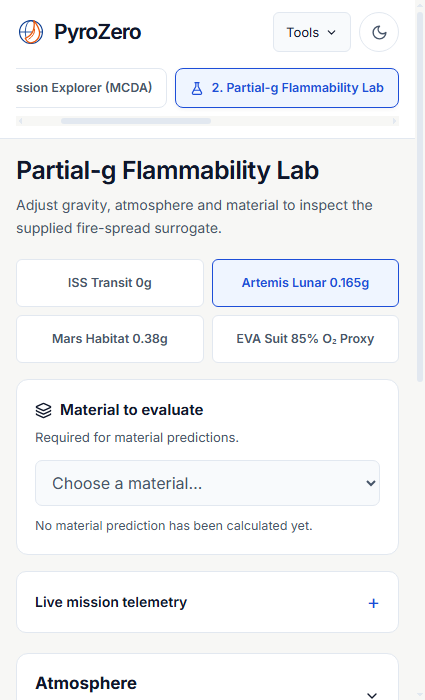 PyroZero
Tools
ssion Explorer (MCDA)
2. Partial-g Flammability Lab
Partial-g Flammability Lab
Adjust gravity, atmosphere and material to inspect the
supplied fire-spread surrogate.
ISS Transit 0g
Artemis Lunar 0.165g
Mars Habitat 0.38g
EVA Suit 85% O₂ Proxy
Material to evaluate
Required for material predictions.
Choose a material...
No material prediction has been calculated yet.
Live mission telemetry
+
Atmosphere